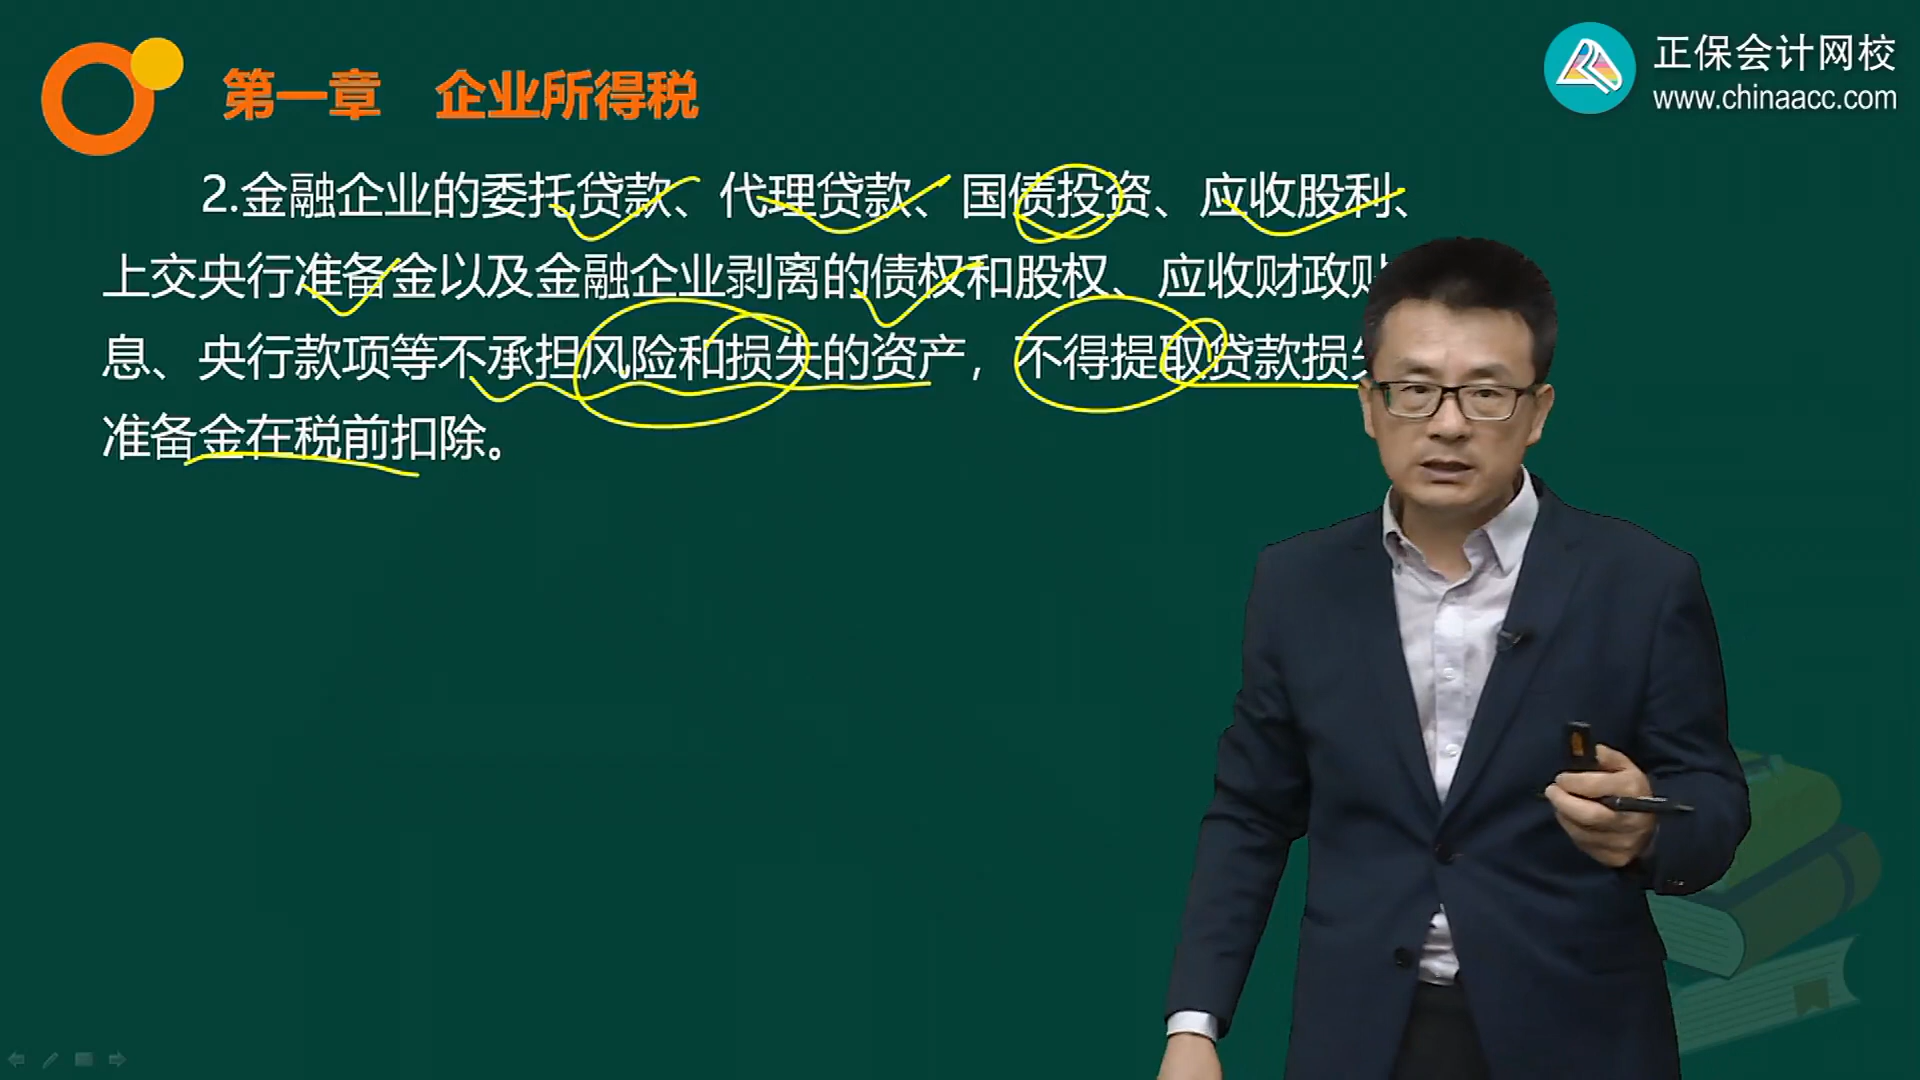 正保会计网校
www.chinaacc.com
第一章 企业所得税
2.金融企业的委托贷款、代理贷款、国债投资、应收股利、
上交央行准备金以及金融企业剥离的债权和股权、应收财政贴
息、央行款项等不承担风险和损失的资产，不得提取贷款损失
准备金在税前扣除。